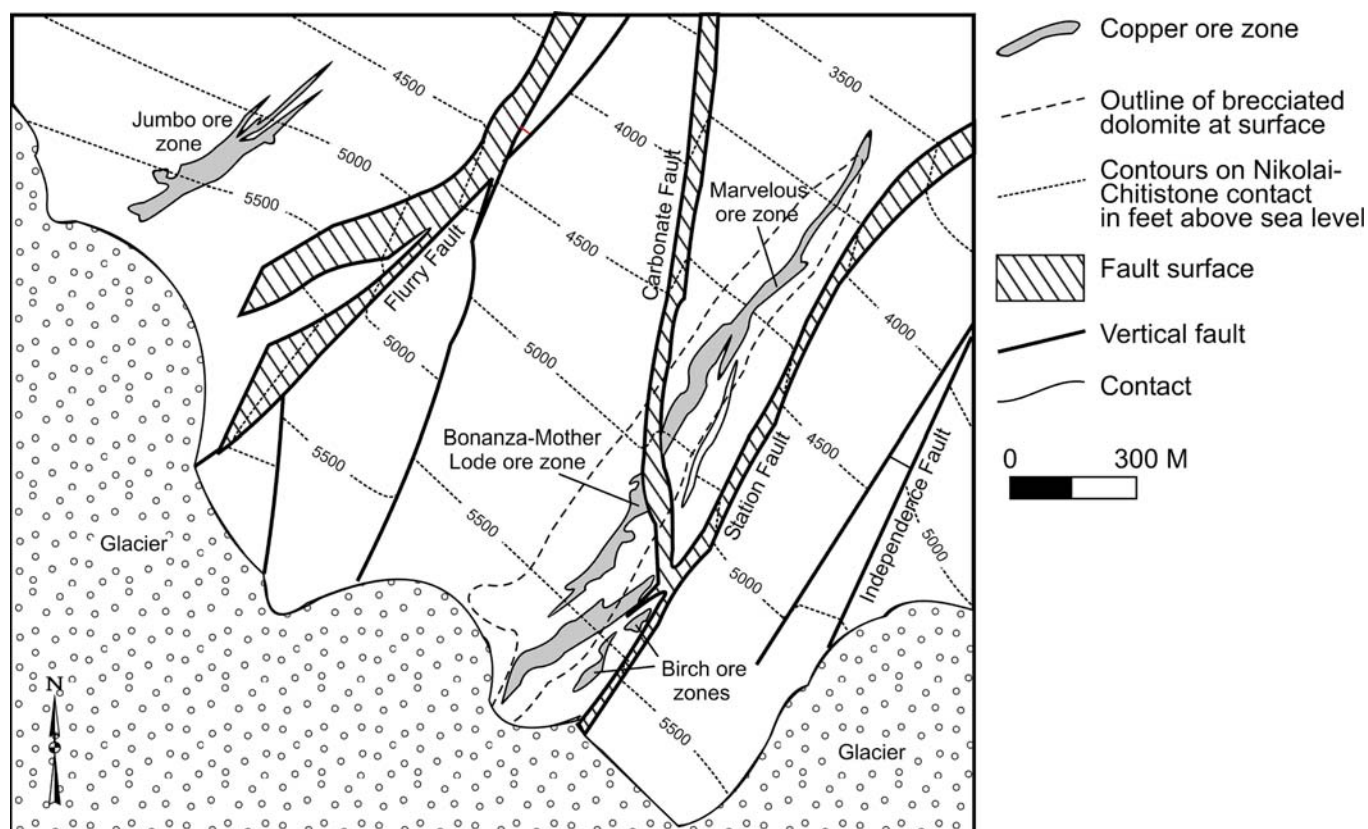 Jumbo ore
zone
4500
5000
5500
4000
3500
4500
Marvelous
ore zone
Carbonate Fault
Flurry Fault
5000
5000
4000
4500
Bonanza-Mother
Lode ore zone
5500
5500
Station Fault
Independence Fault
5000
5000
Glacier
Birch ore
zones
5500
Glacier
N
Copper ore zone
Outline of brecciated
dolomite at surface
Contours on Nikolai-
Chitistone contact
in feet above sea level
Fault surface
Vertical fault
Contact
0 300 M